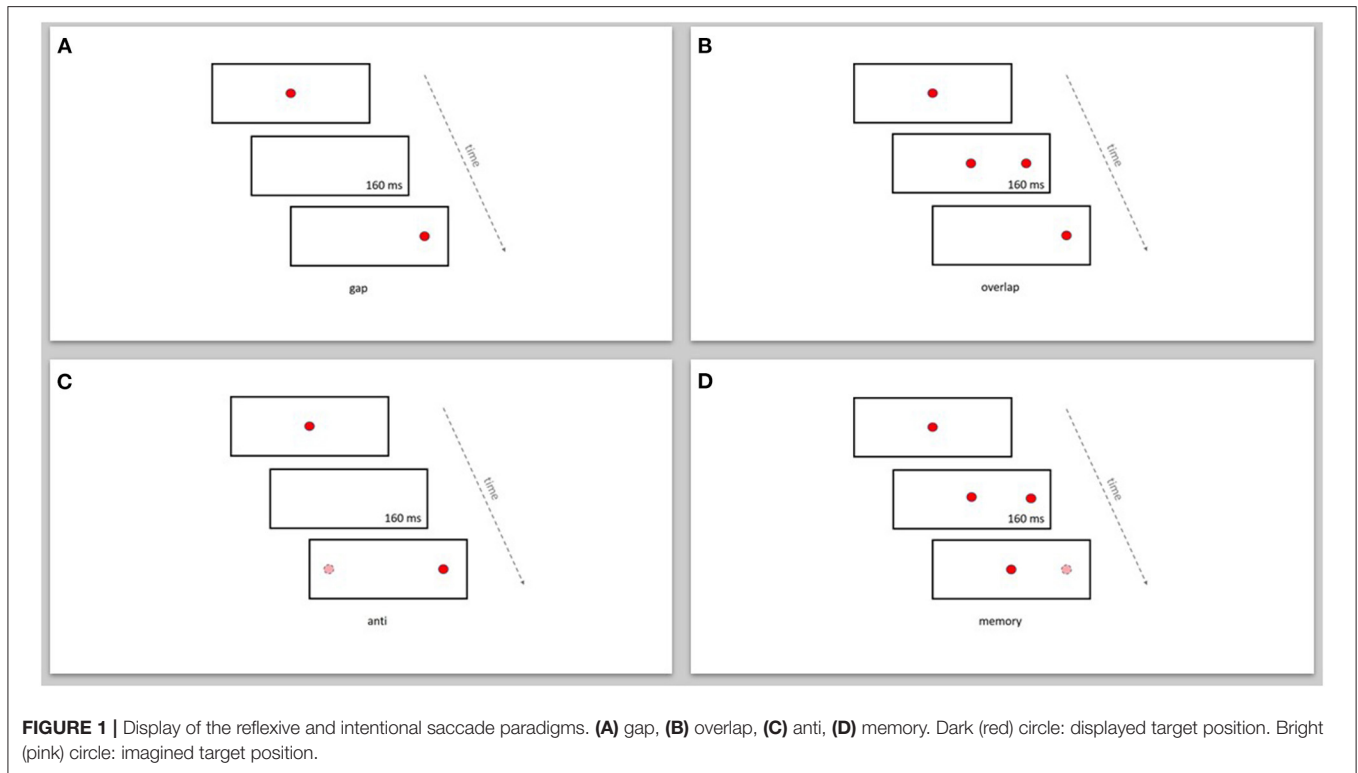 A
time
160 ms
gap
B
time
160 ms
overlap
C
time
160 ms
anti
D
time
160 ms
memory
FIGURE 1 | Display of the reflexive and intentional saccade paradigms. (A) gap, (B) overlap, (C) anti, (D) memory. Dark (red) circle: displayed target position. Bright
(pink) circle: imagined target position.